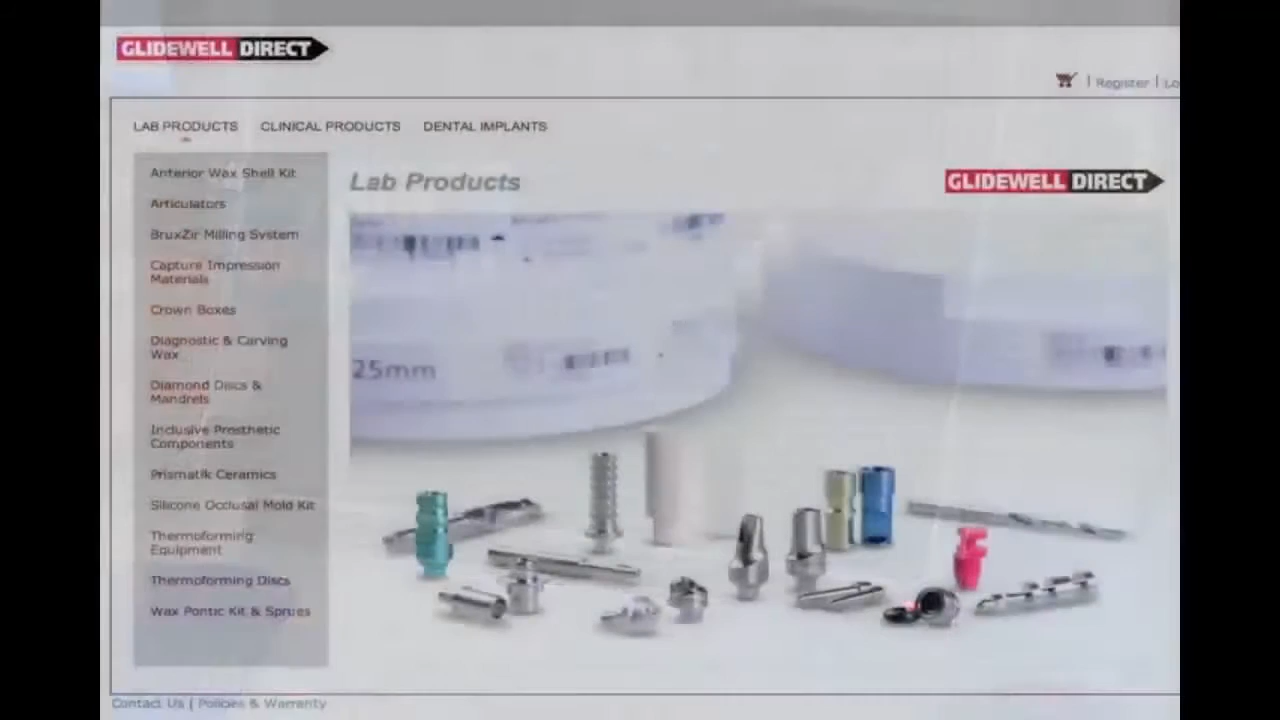 GLIDEWELL DIRECT
| Register | Lo
LAB PRODUCTS CLINICAL PRODUCTS DENTAL IMPLANTS
Anterior Wax Shell Kit
Articulators
BruxZir Milling System
Capture Impression
Materials
Crown Boxes
Diagnostic & Carving
Wax
Diamond Discs &
Mandrels
Inclusive Prosthetic
Components
Prismatik Ceramics
Silicone Occlusal Mold Kit
Thermoforming
Equipment
Thermoforming Discs
Wax Pontic Kit & Sprues
Lab Products
GLIDEWELL DIRECT
25mm
Contact Us | Policies & Warranty